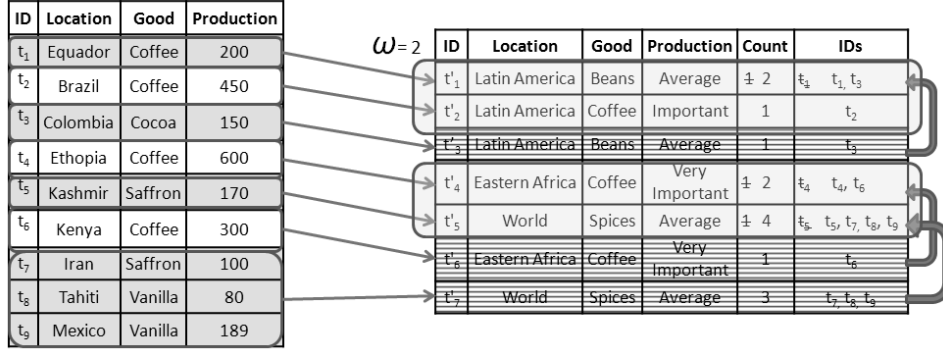 ID Location Good Production
t1 Equador Coffee 200
t2 Brazil Coffee 450
t3 Colombia Cocoa 150
t4 Ethopia Coffee 600
t5 Kashmir Saffron 170
t6 Kenya Coffee 300
t7 Iran Saffron 100
t8 Tahiti Vanilla 80
t9 Mexico Vanilla 189
ω = 2
ID Location Good Production Count IDs
t'1 Latin America Beans Average 1 2 t1 t1, t3
t'2 Latin America Coffee Important 1 t2
t'3 Latin America Beans Average 1 t3
t'4 Eastern Africa Coffee Very Important 1 2 t4 t4, t6
t'5 World Spices Average 1 4 t5 t5, t7, t8, t9
t'6 Eastern Africa Coffee Very Important 1 t6
t'7 World Spices Average 3 t7, t8, t9